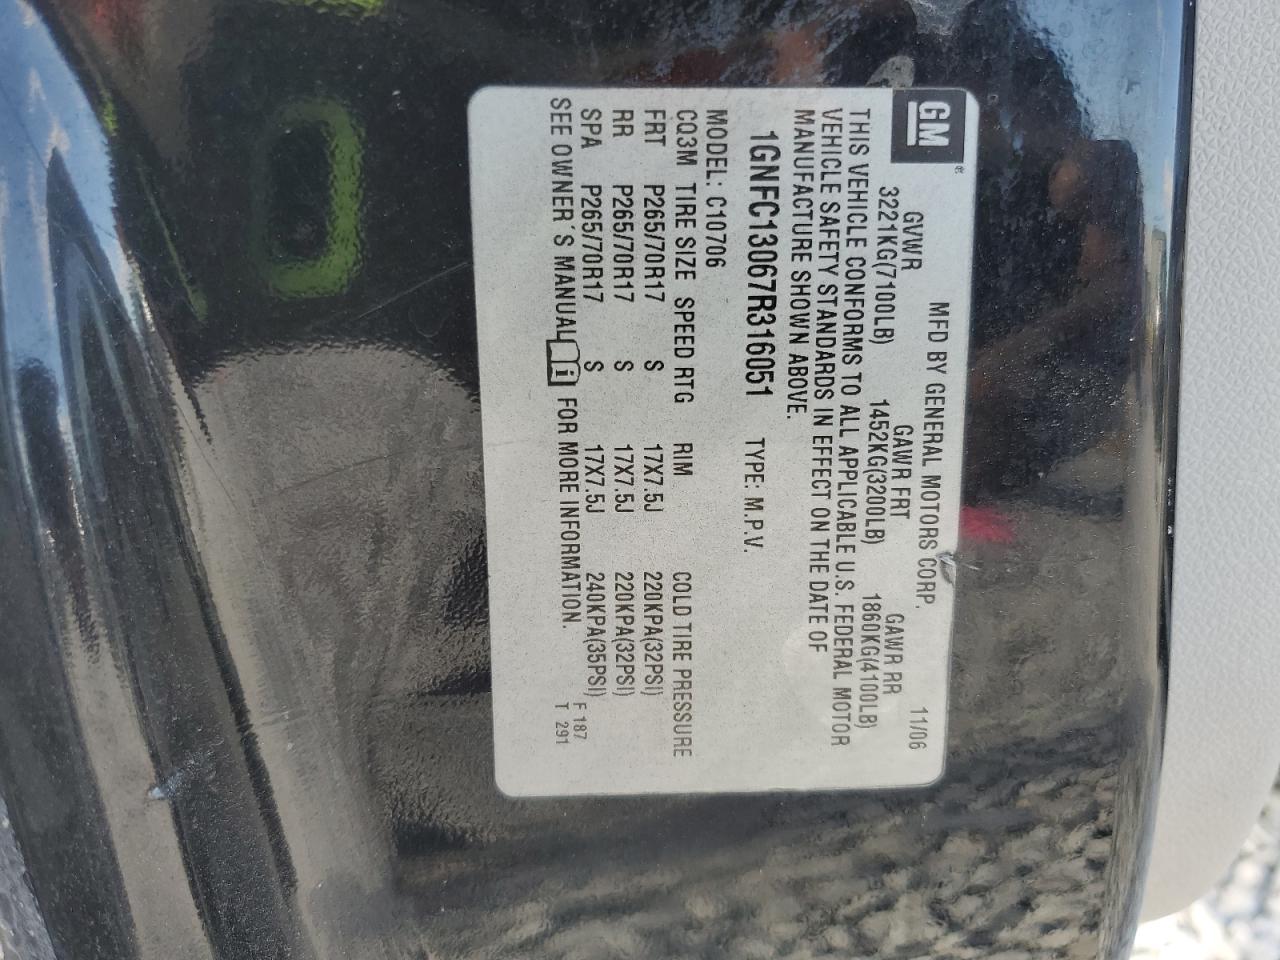 GM
MFD BY GENERAL MOTORS CORP. 11/06
GVWR GAWR FRT GAWR RR
3221KG(7100LB) 1452KG(3200LB) 1860KG(4100LB)
THIS VEHICLE CONFORMS TO ALL APPLICABLE U.S. FEDERAL MOTOR
VEHICLE SAFETY STANDARDS IN EFFECT ON THE DATE OF
MANUFACTURE SHOWN ABOVE.
1GNFC13067R316051 TYPE: M.P.V.
MODEL: C10706
CQ3M TIRE SIZE SPEED RTG RIM COLD TIRE PRESSURE
FRT P265/70R17 S 17X7.5J 220KPA(32PSI)
RR P265/70R17 S 17X7.5J 220KPA(32PSI)
SPA P265/70R17 S 17X7.5J 240KPA(35PSI)
SEE OWNER'S MANUAL i FOR MORE INFORMATION.
F 187
T 291